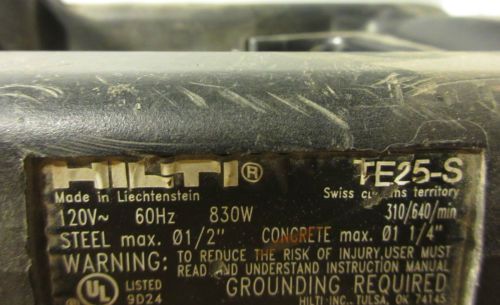 HILTI® TE25-S
Made in Liechtenstein Swiss customs territory
120V~ 60Hz 830W 310/640/min
STEEL max. Ø1/2" CONCRETE max. Ø1 1/4"
WARNING: TO REDUCE THE RISK OF INJURY, USER MUST
READ AND UNDERSTAND INSTRUCTION MANUAL
UL® LISTED GROUNDING REQUIRED
9D24 HILTI, INC., TULSA,